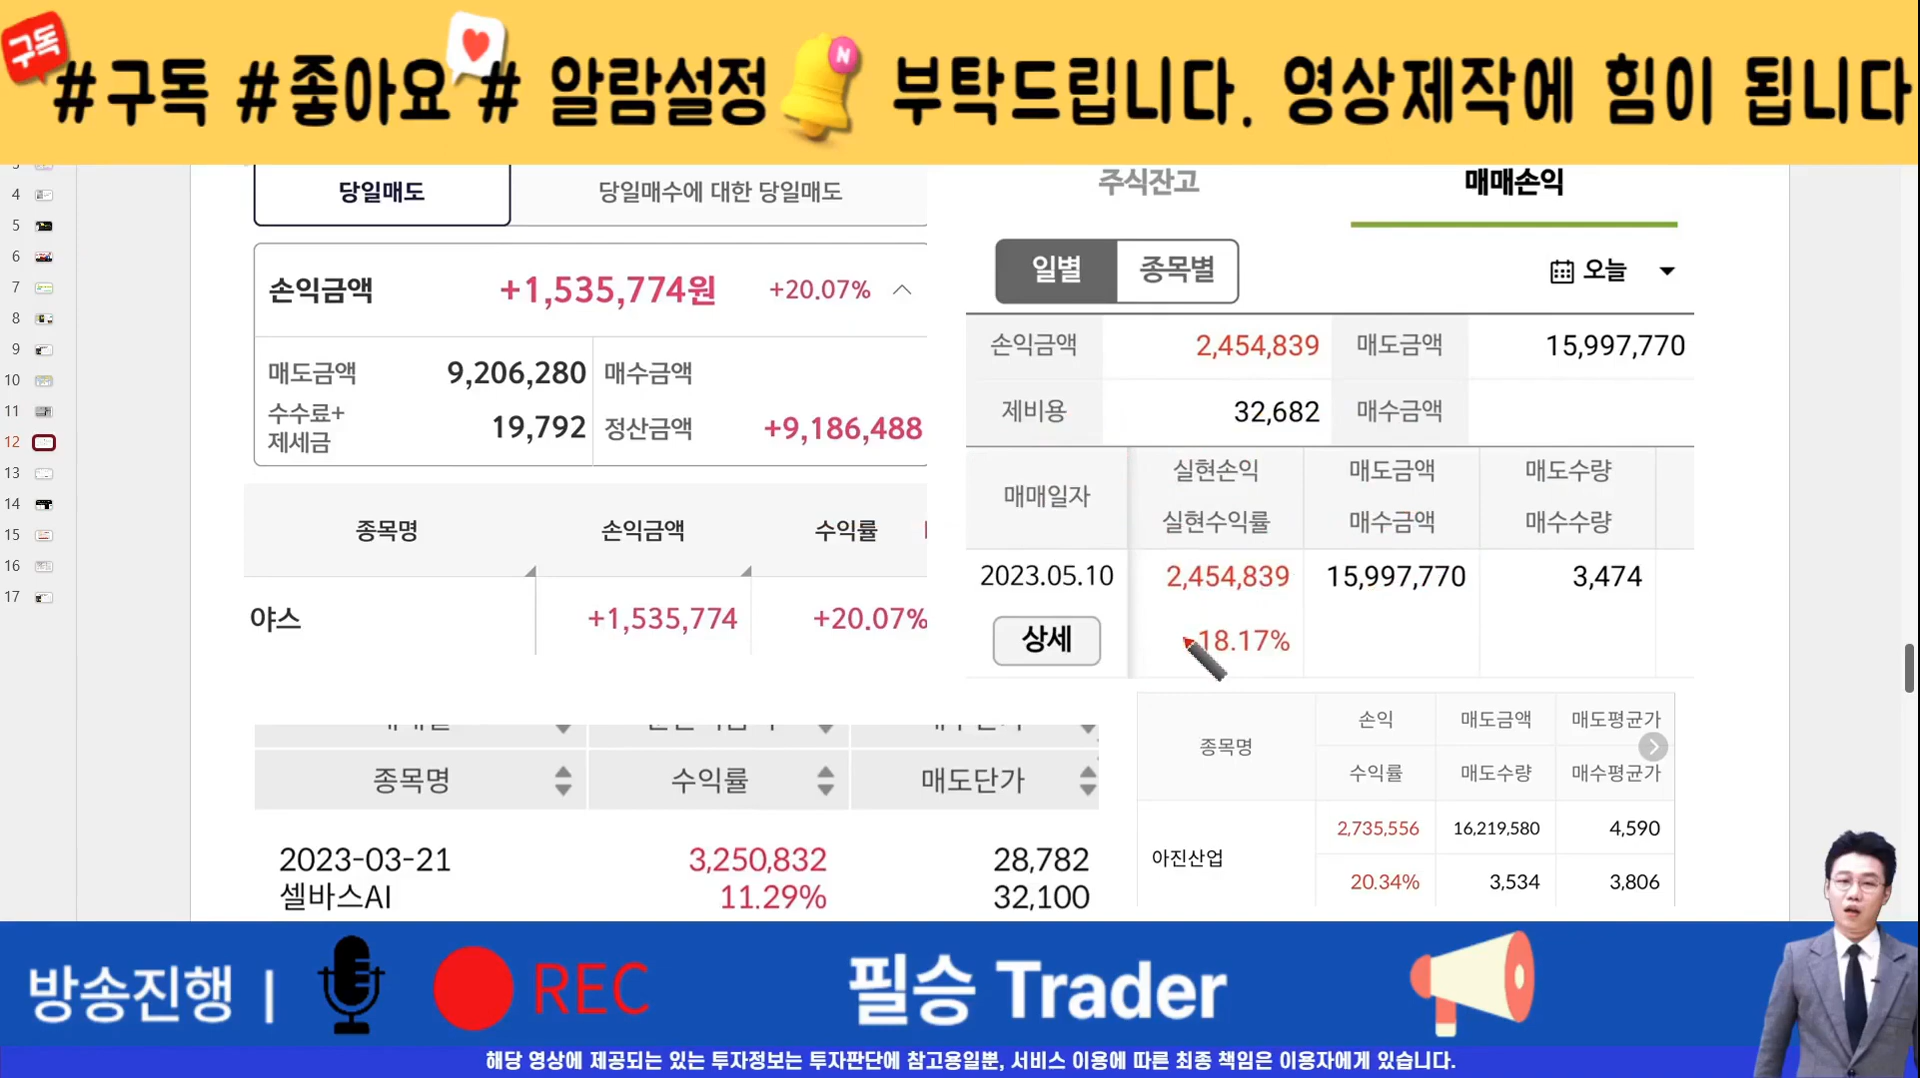 구독
#구독 #좋아요 # 알람설정 N 부탁드립니다. 영상제작에 힘이 됩니다
4
5
6
7
8
9
10
11
12
13
14
15
16
17
당일매도 당일매수에 대한 당일매도
손익금액 +1,535,774원 +20.07%
매도금액 9,206,280 매수금액
수수료+
제세금 19,792 정산금액 +9,186,488
종목명 손익금액 수익률
야스 +1,535,774 +20.07%
주식잔고 매매손익
일별 종목별 오늘
손익금액 2,454,839 매도금액 15,997,770
제비용 32,682 매수금액
매매일자 실현손익 매도금액 매도수량
실현수익률 매수금액 매수수량
2023.05.10 2,454,839 15,997,770 3,474
상세 18.17%
종목명 수익률 매도단가
2023-03-21 3,250,832 28,782
셀바스AI 11.29% 32,100
종목명 손익 매도금액 매도평균가
수익률 매도수량 매수평균가
아진산업 2,735,556 16,219,580 4,590
20.34% 3,534 3,806
방송진행 | REC 필승 Trader
해당 영상에 제공되는 있는 투자정보는 투자판단에 참고용일뿐, 서비스 이용에 따른 최종 책임은 이용자에게 있습니다.